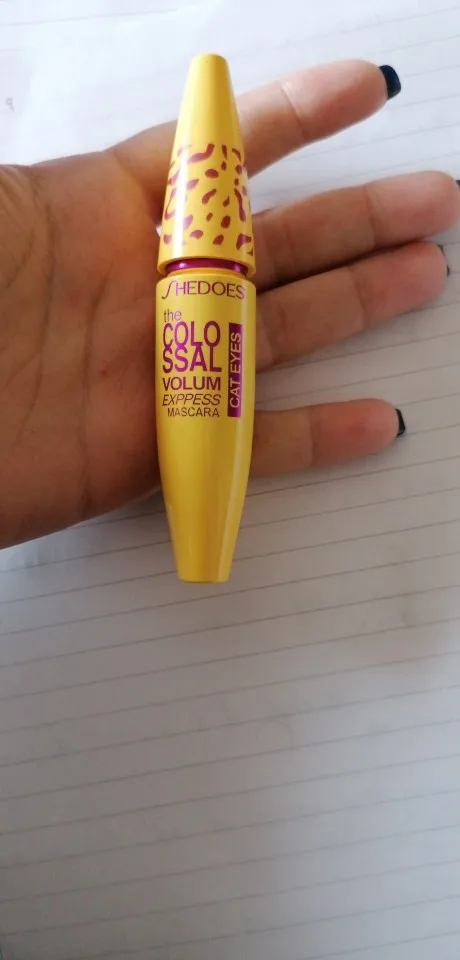 SHEDOES
the
COLO
SSAL
VOLUM
EXPPESS
MASCARA
CAT EYES